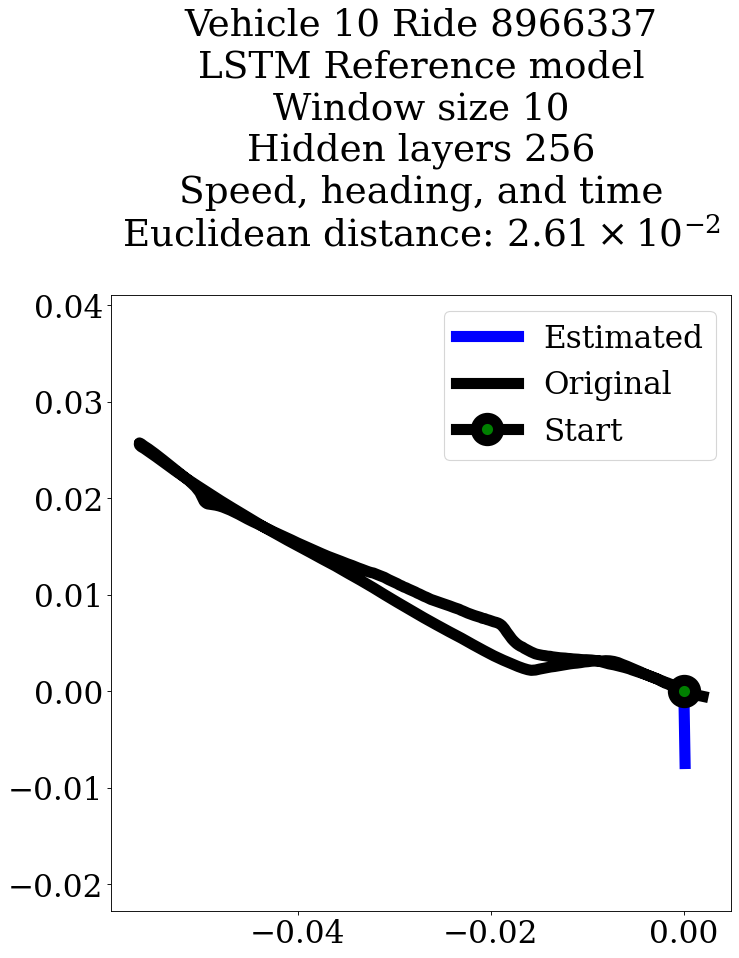 Vehicle 10 Ride 8966337
LSTM Reference model
Window size 10
Hidden layers 256
Speed, heading, and time
Euclidean distance: 2.61 × 10⁻²
Estimated
Original
Start
0.04
0.03
0.02
0.01
0.00
−0.01
−0.02
−0.04 −0.02 0.00